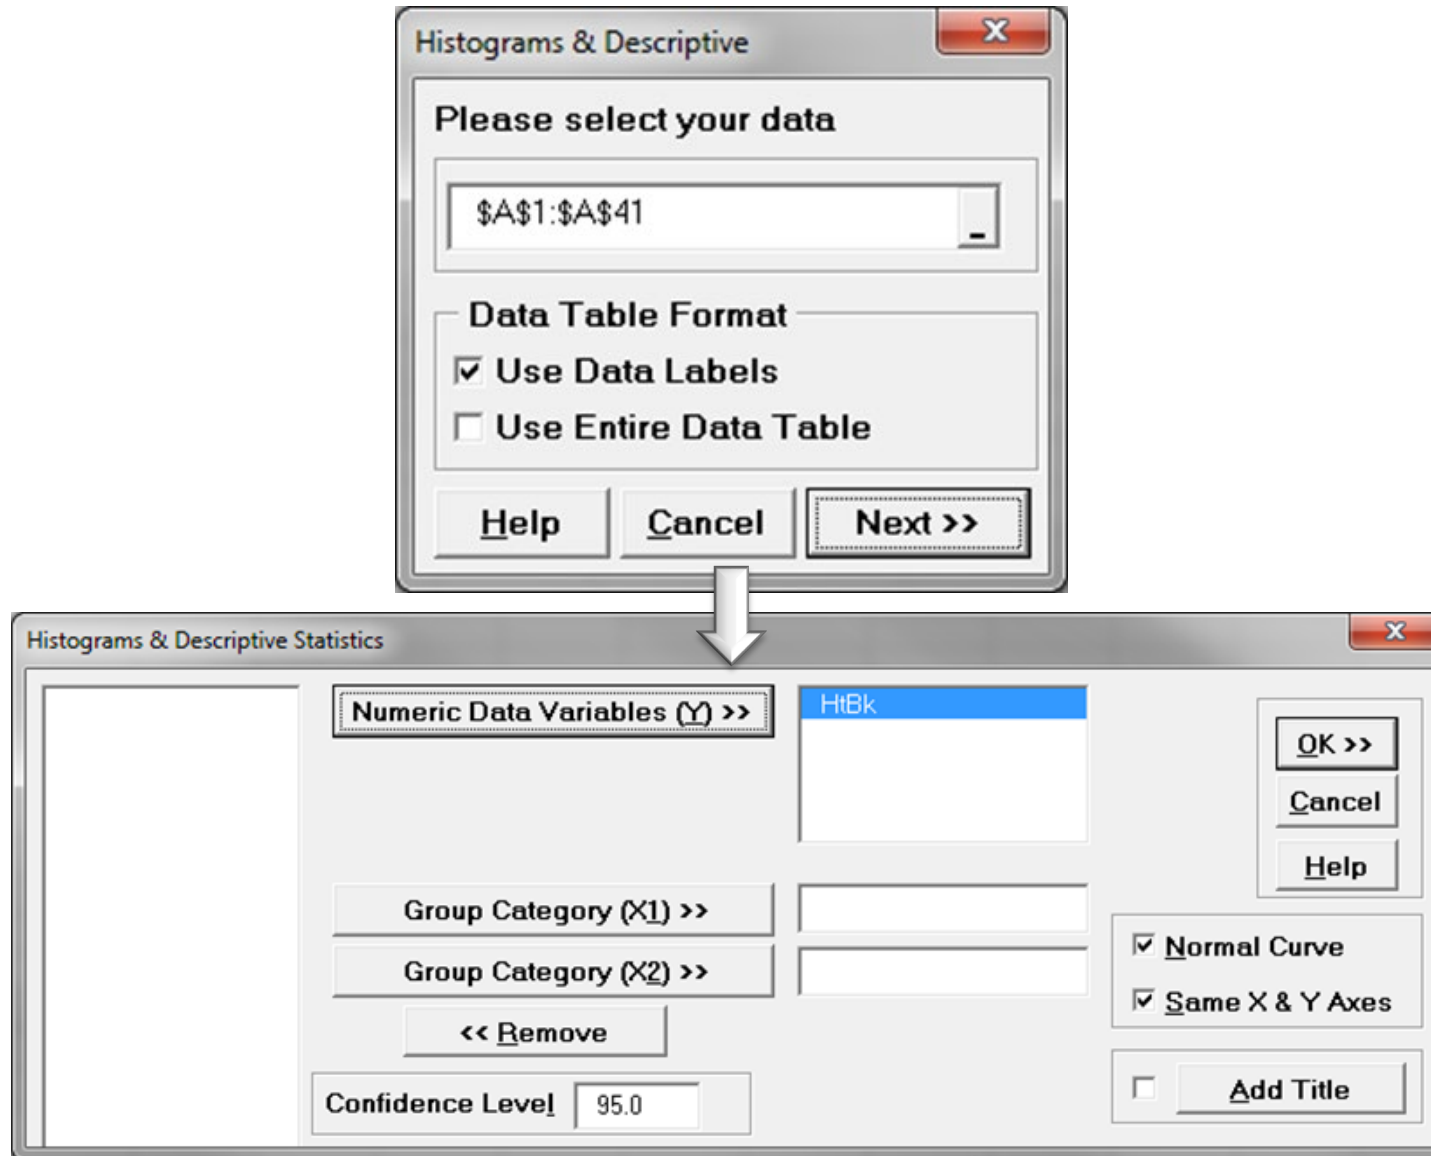 Histograms & Descriptive
Please select your data
$A$1:$A$41
Data Table Format
Use Data Labels
Use Entire Data Table
Help Cancel Next >>
Histograms & Descriptive Statistics
Numeric Data Variables (Y) >> HtBk
OK >>
Cancel
Help
Group Category (X1) >>
Group Category (X2) >>
<< Remove
Normal Curve
Same X & Y Axes
Confidence Level 95.0
Add Title